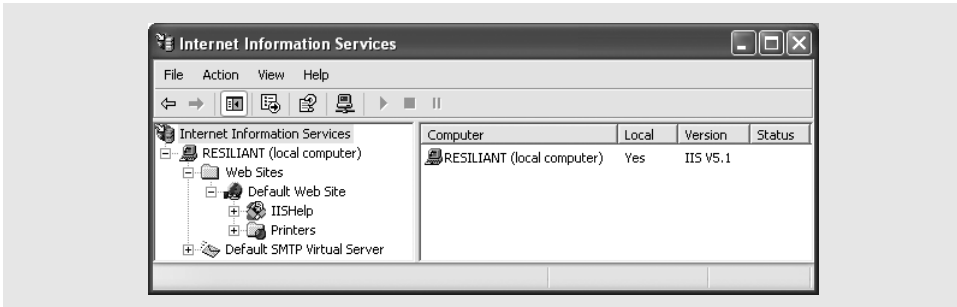 Internet Information Services
File Action View Help
Internet Information Services
RESILIANT (local computer)
Web Sites
Default Web Site
IISHelp
Printers
Default SMTP Virtual Server
Computer Local Version Status
RESILIANT (local computer) Yes IIS V5.1